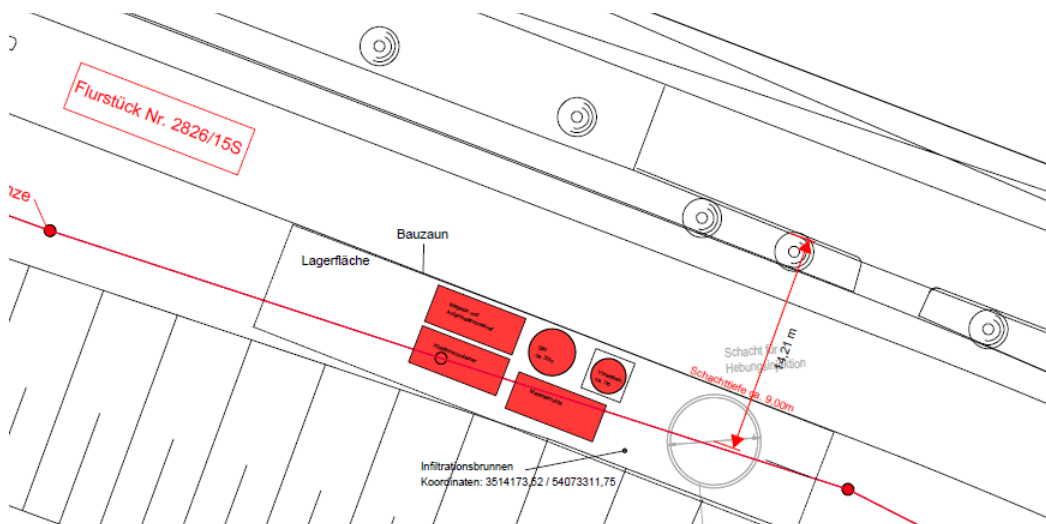 Flurstück Nr. 2826/15S
nze
Bauzaun
Lagerfläche
Schacht für
Hebungsinjektion
14,21 m
Schachttiefe ca. 9,00m
Infiltrationsbrunnen
Koordinaten: 3514173,52 / 54073311,75